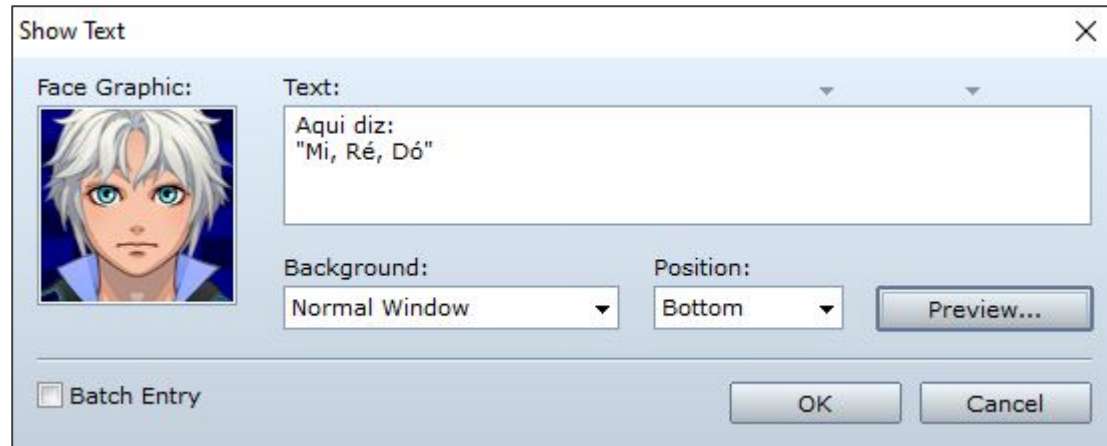 Show Text
Face Graphic:
Text:
Aqui diz:
"Mi, Ré, Dó"
Background:
Position:
Normal Window
Bottom
Preview...
Batch Entry
OK
Cancel